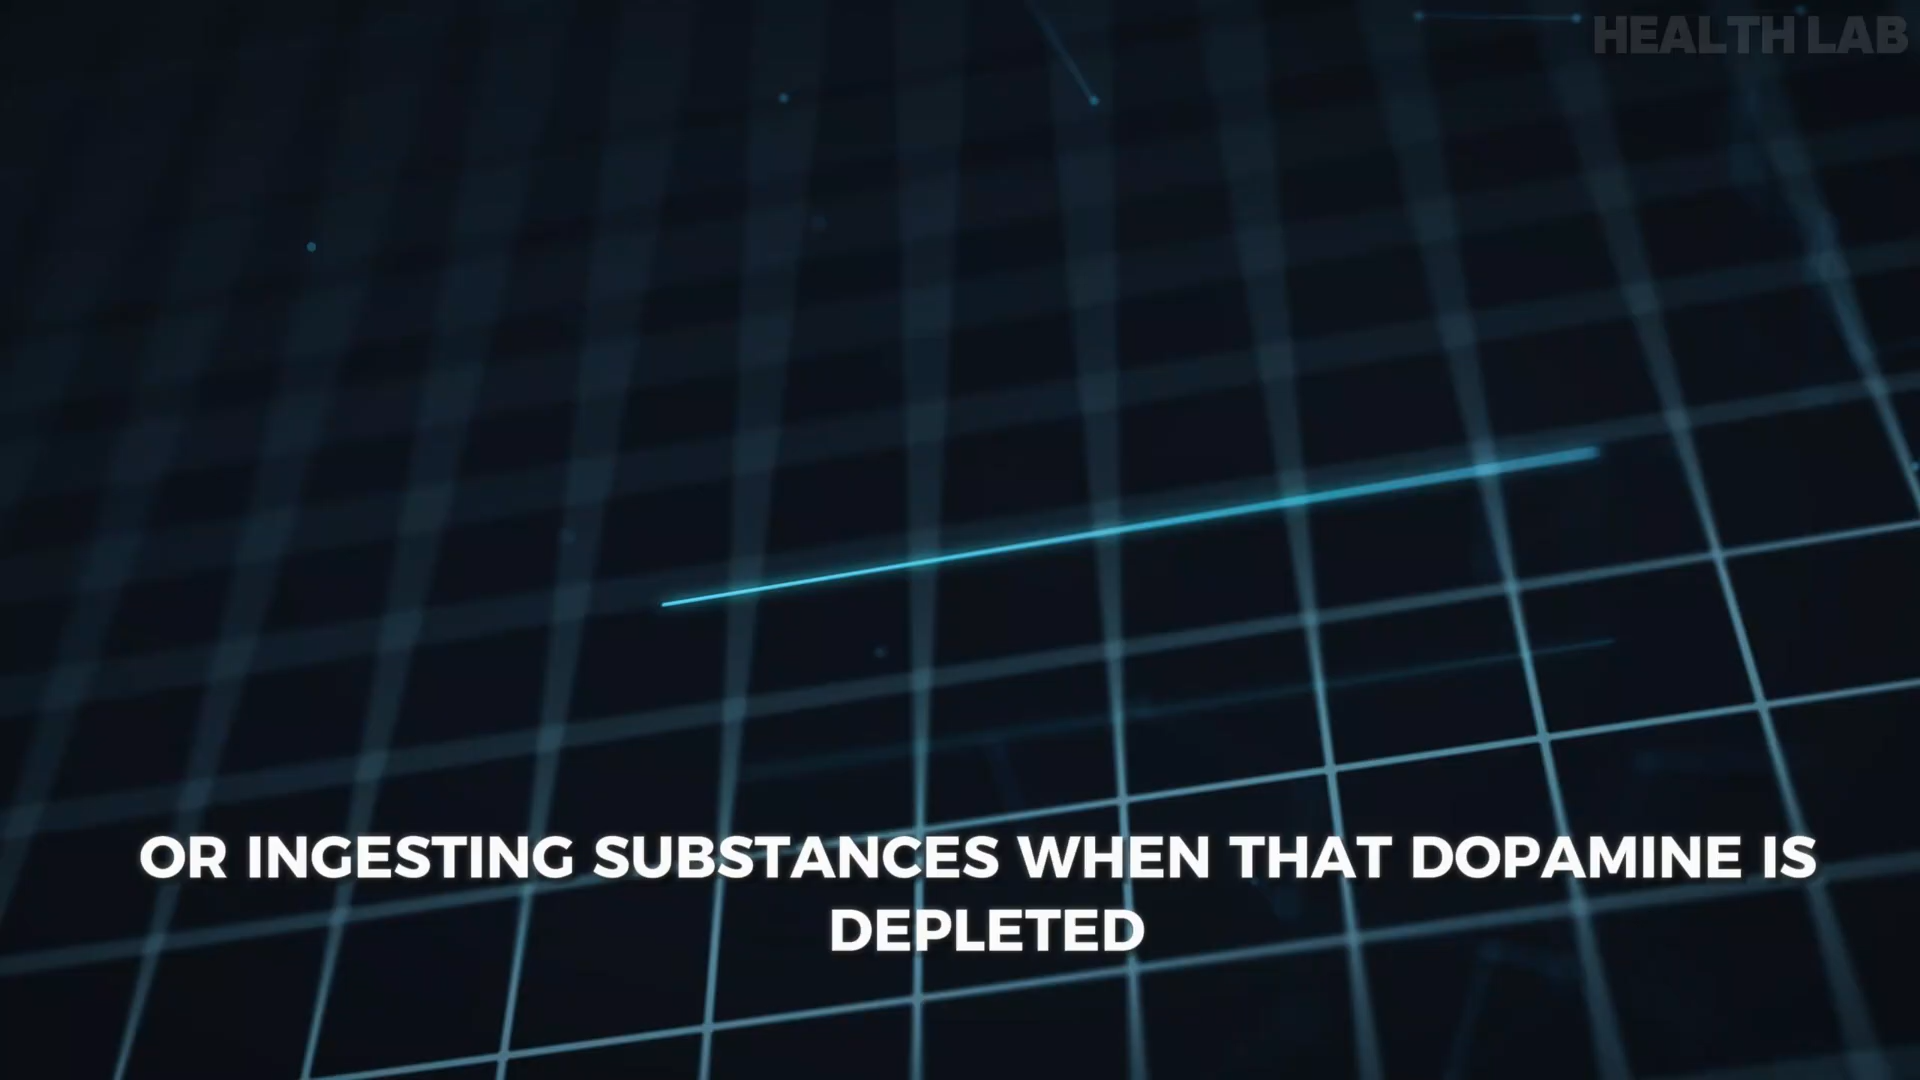 HEALTH LAB
OR INGESTING SUBSTANCES WHEN THAT DOPAMINE IS
DEPLETED